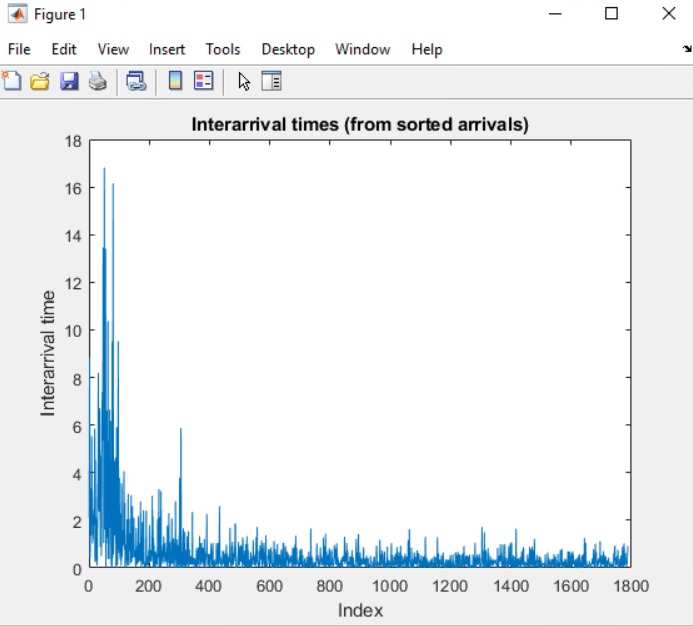 Figure 1
File Edit View Insert Tools Desktop Window Help
Interarrival times (from sorted arrivals)
18
16
14
12
10
8
6
4
2
0
Interarrival time
0 200 400 600 800 1000 1200 1400 1600 1800
Index